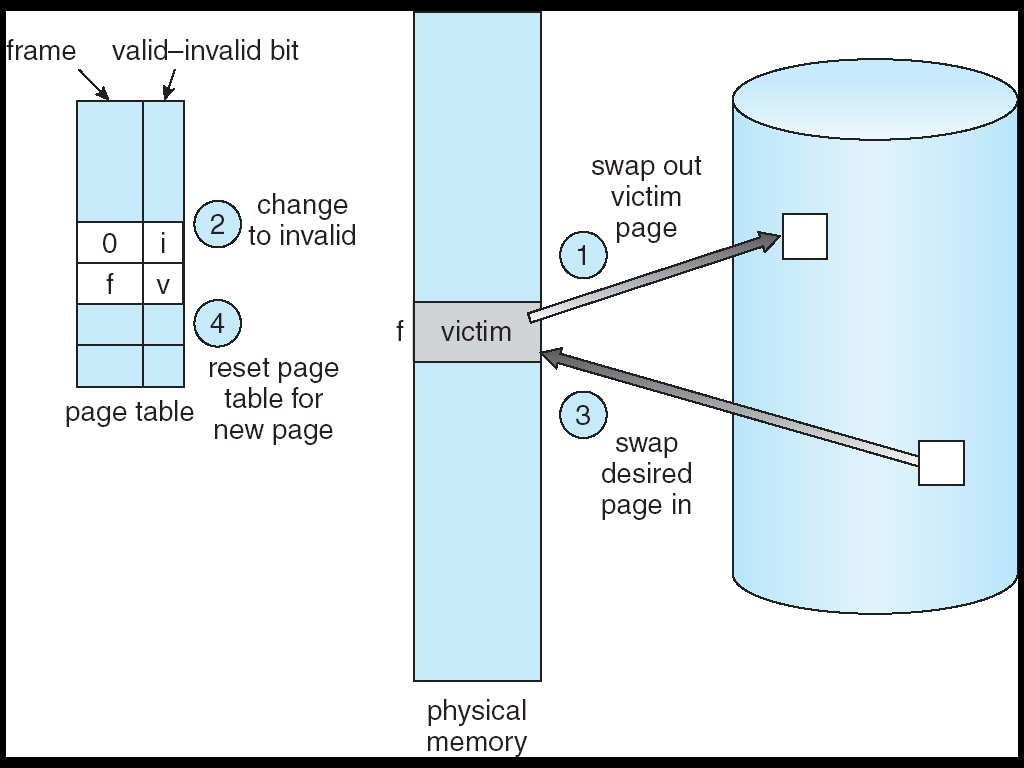 frame
valid–invalid bit
0 i
f v
2
change
to invalid
4
reset page
table for
new page
page table
f
victim
physical
memory
swap out
victim
page
1
3
swap
desired
page in